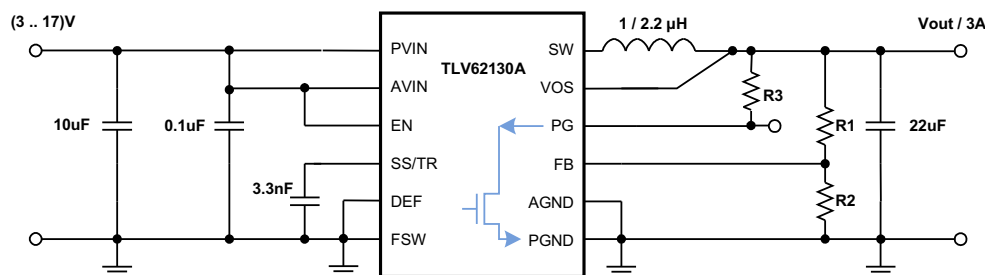 (3 .. 17)V
1 / 2.2 µH
Vout / 3A
PVIN
SW
TLV62130A
AVIN
VOS
R3
10uF
0.1uF
EN
PG
R1
22uF
SS/TR
FB
3.3nF
DEF
AGND
R2
FSW
PGND